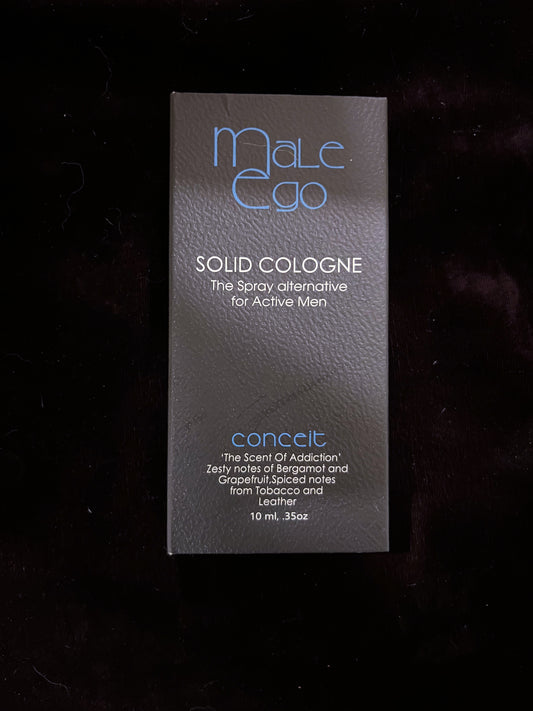 Male
Ego
SOLID COLOGNE
The Spray alternative
for Active Men
conceit
'The Scent Of Addiction'
Zesty notes of Bergamot and
Grapefruit,Spiced notes
from Tobacco and
Leather
10 ml, .35oz